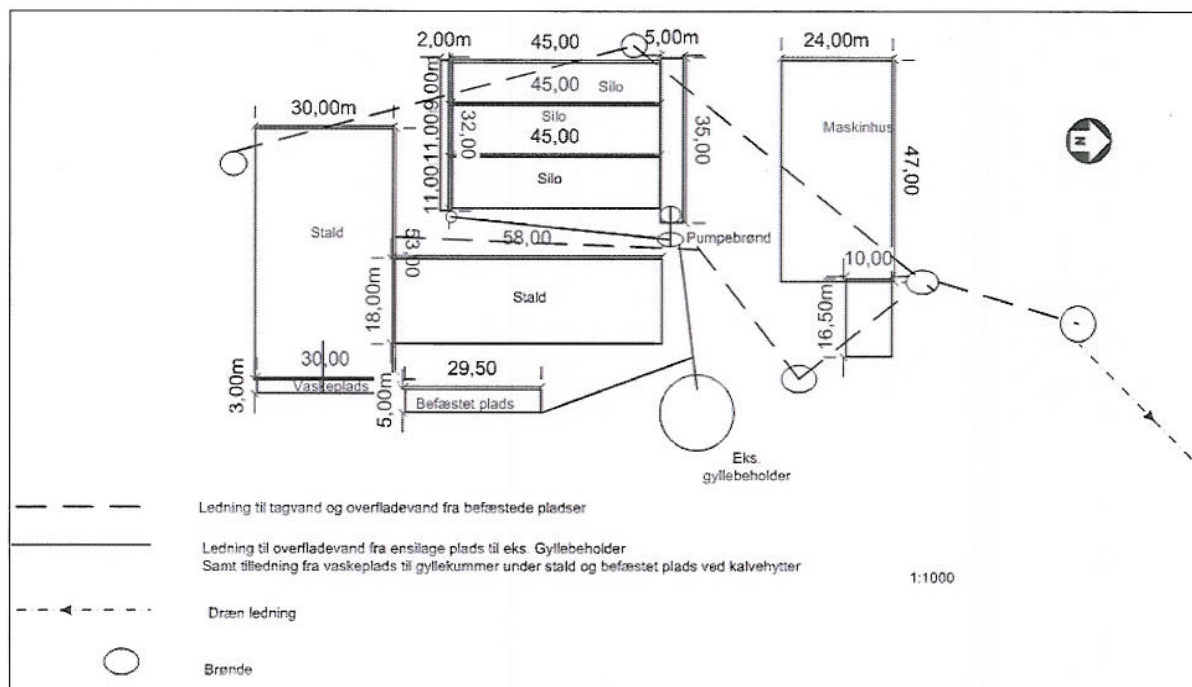 2,00m
45,00
5,00m
24,00m
9,00m
45,00
Silo
30,00m
11,00
32,00
Silo
35,00
Maskinhus
N
45,00
47,00
11,00
Silo
Stald
53,00
58,00
Pumpebrønd
10,00
18,00m
Stald
16,50m
30,00
29,50
3,00m
Vaskeplads
5,00m
Befæstet plads
Eks.
gyllebeholder
Ledning til tagvand og overfladevand fra befæstede pladser
Ledning til overfladevand fra ensilage plads til eks. Gyllebeholder
Samt tilledning fra vaskeplads til gyllekummer under stald og befæstet plads ved kalvehytter
1:1000
Dræn ledning
Brønde